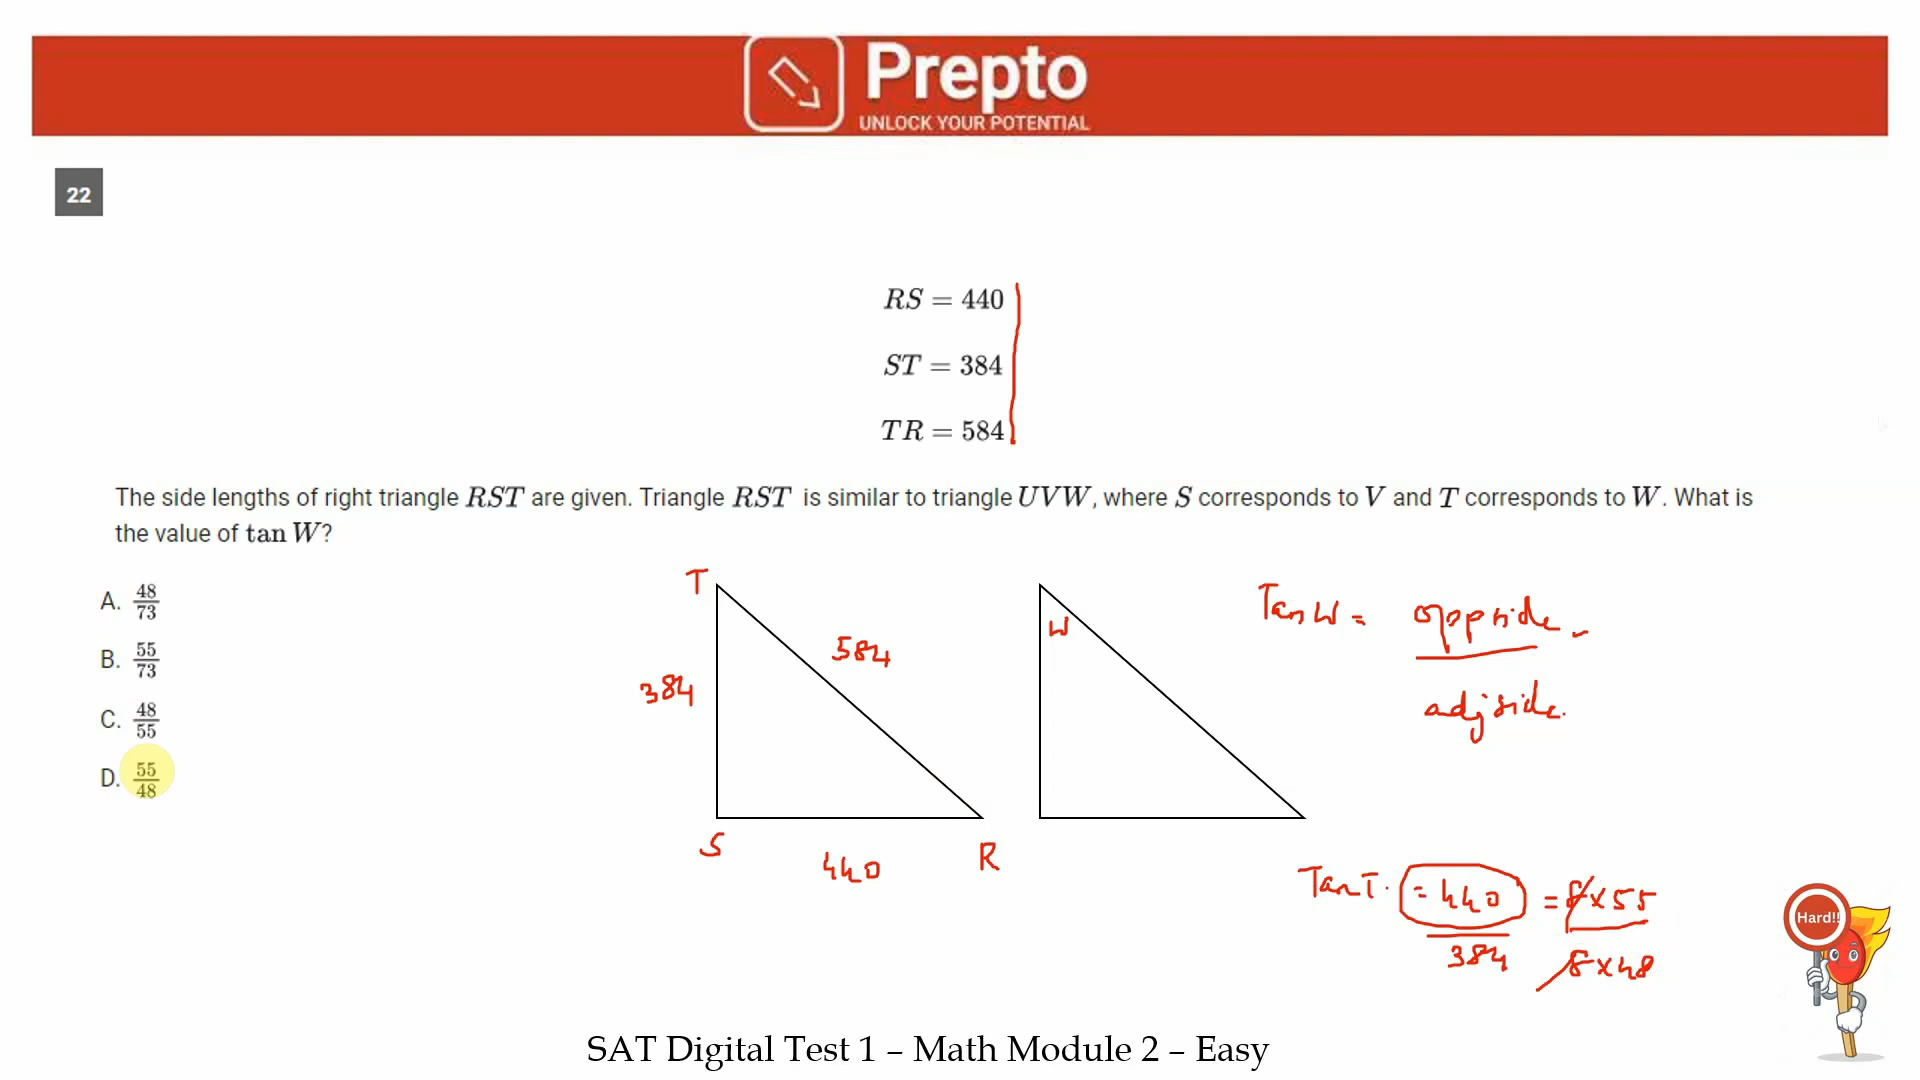 Prepto
UNLOCK YOUR POTENTIAL
22
RS = 440
ST = 384
TR = 584
The side lengths of right triangle RST are given. Triangle RST is similar to triangle UVW, where S corresponds to V and T corresponds to W. What is
the value of tan W?
A. 48/73
B. 55/73
C. 48/55
D. 55/48
T
384
584
S
440
R
W
Tan W = opp side
adj side.
Tan T. = 440 = 8 x 55
384 8 x 48
Hard!!
SAT Digital Test 1 – Math Module 2 – Easy